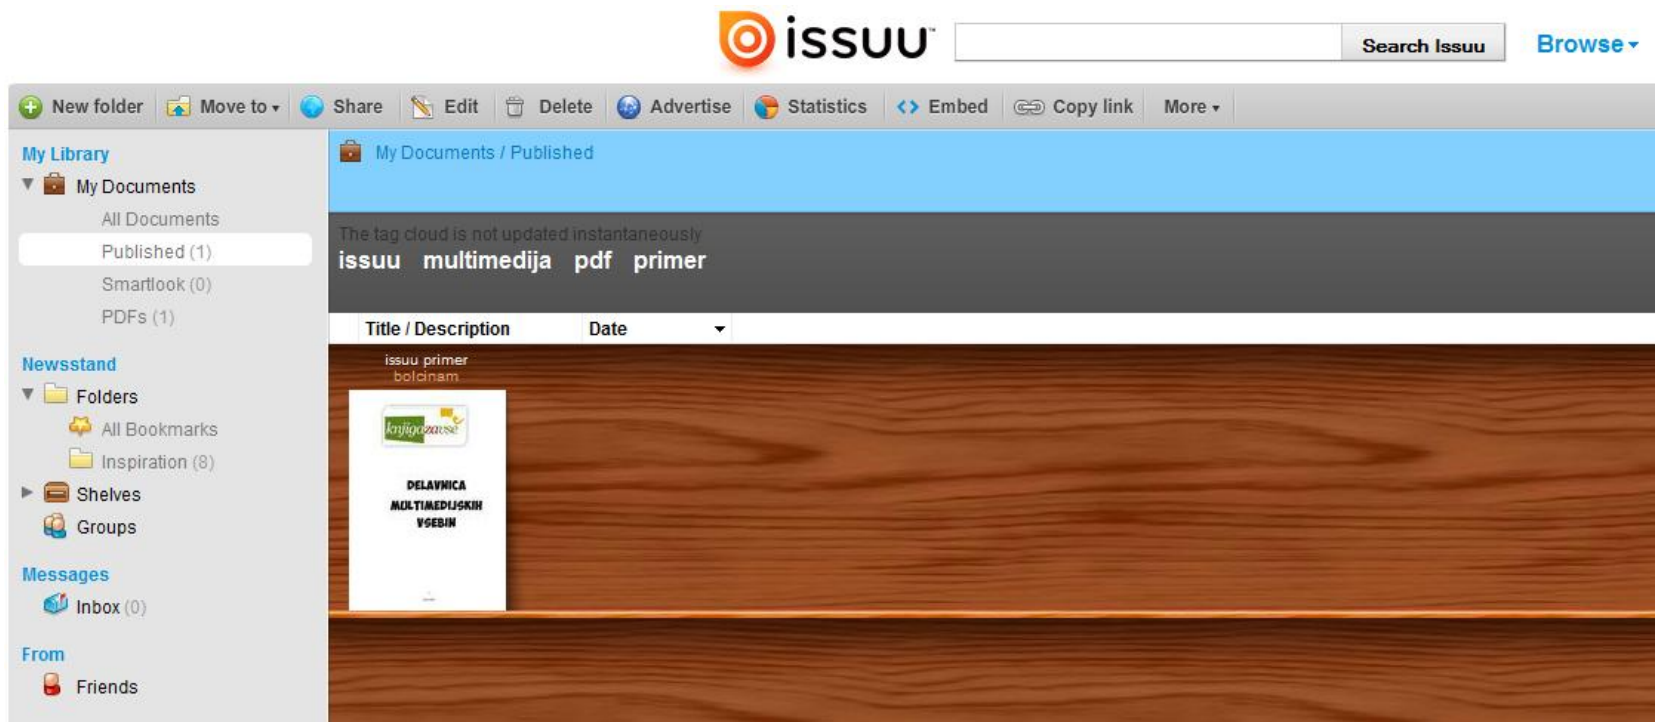 issuu™
Search Issuu
Browse
New folder Move to Share Edit Delete Advertise Statistics Embed Copy link More
My Library
My Documents
All Documents
Published (1)
Smartlook (0)
PDFs (1)
Newsstand
Folders
All Bookmarks
Inspiration (8)
Shelves
Groups
Messages
Inbox (0)
From
Friends
My Documents / Published
The tag cloud is not updated instantaneously
issuu multimedija pdf primer
Title / Description Date
issuu primer
bolcinam
knjigazavse
DELAVNICA
MULTIMEDIJSKIH
VSEBIN